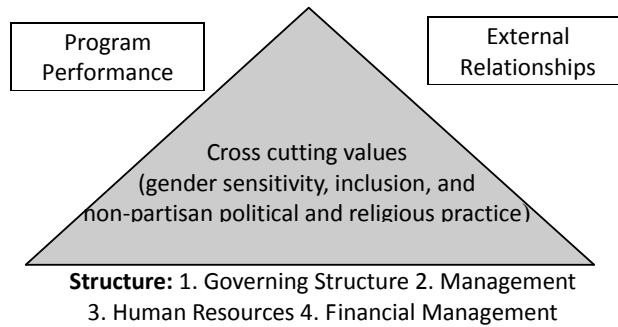 Program
Performance
External
Relationships
Cross cutting values
(gender sensitivity, inclusion, and
non-partisan political and religious practice)
Structure: 1. Governing Structure 2. Management
3. Human Resources 4. Financial Management